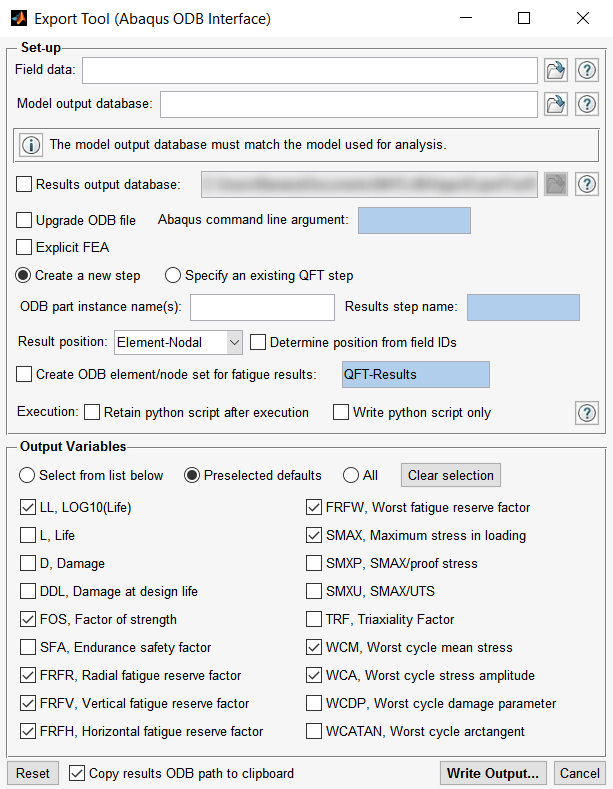 Export Tool (Abaqus ODB Interface)
Set-up
Field data:
Model output database:
The model output database must match the model used for analysis.
Results output database:
Upgrade ODB file Abaqus command line argument:
Explicit FEA
Create a new step Specify an existing QFT step
ODB part instance name(s): Results step name:
Result position: Element-Nodal Determine position from field IDs
Create ODB element/node set for fatigue results: QFT-Results
Execution: Retain python script after execution Write python script only
Output Variables
Select from list below Preselected defaults All Clear selection
LL, LOG10(Life) FRFW, Worst fatigue reserve factor
L, Life SMAX, Maximum stress in loading
D, Damage SMXP, SMAX/proof stress
DDL, Damage at design life SMXU, SMAX/UTS
FOS, Factor of strength TRF, Triaxiality Factor
SFA, Endurance safety factor WCM, Worst cycle mean stress
FRFR, Radial fatigue reserve factor WCA, Worst cycle stress amplitude
FRFV, Vertical fatigue reserve factor WCDP, Worst cycle damage parameter
FRFH, Horizontal fatigue reserve factor WCATAN, Worst cycle arctangent
Reset Copy results ODB path to clipboard Write Output... Cancel